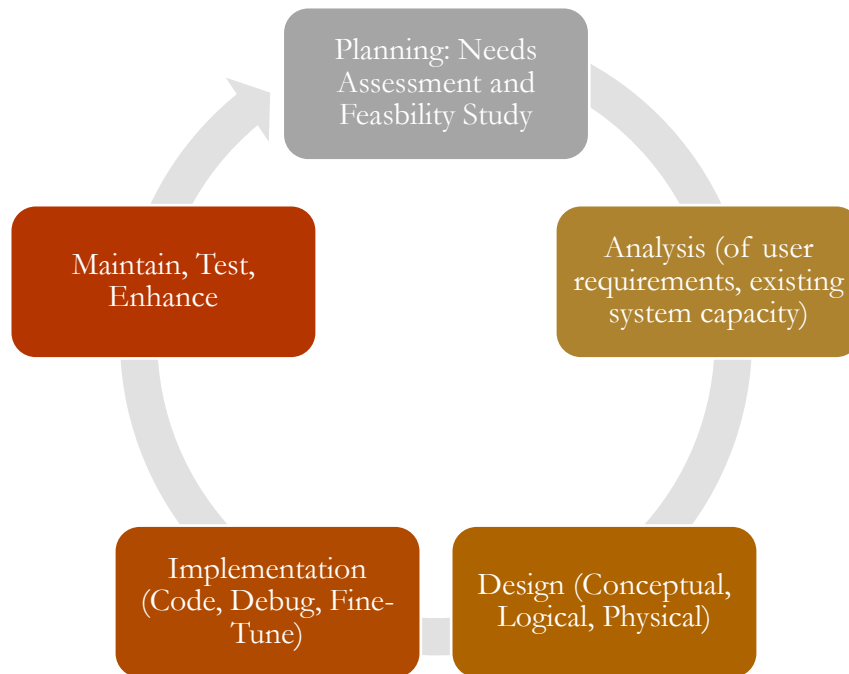 Planning: Needs
Assessment and
Feasbility Study
Analysis (of user
requirements, existing
system capacity)
Design (Conceptual,
Logical, Physical)
Implementation
(Code, Debug, Fine-
Tune)
Maintain, Test,
Enhance